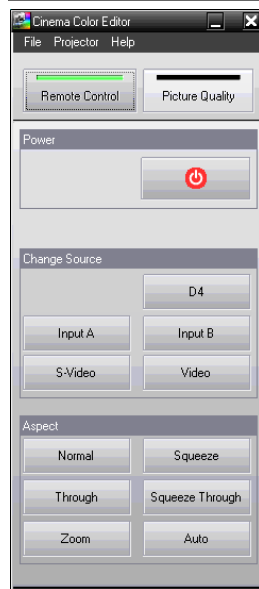 Cinema Color Editor
File Projector Help
Remote Control Picture Quality
Power
Change Source
D4
Input A Input B
S-Video Video
Aspect
Normal Squeeze
Through Squeeze Through
Zoom Auto